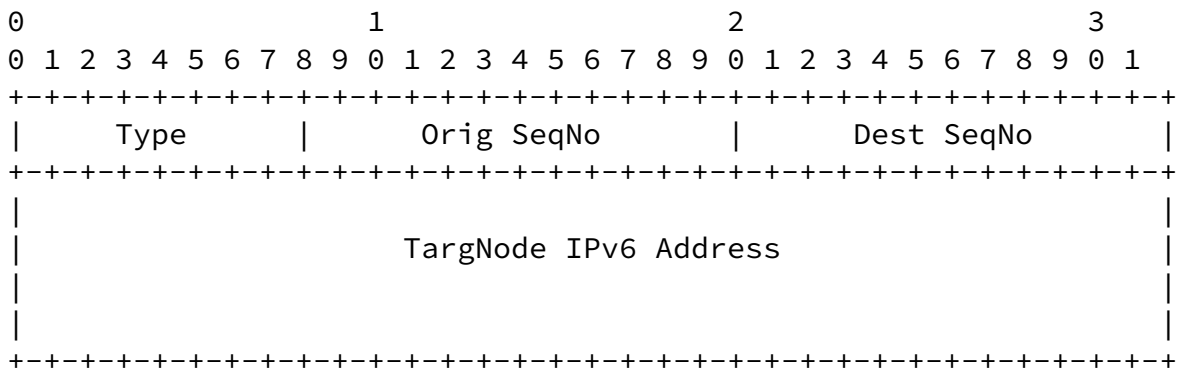 0                   1                   2                   3
0 1 2 3 4 5 6 7 8 9 0 1 2 3 4 5 6 7 8 9 0 1 2 3 4 5 6 7 8 9 0 1
+-+-+-+-+-+-+-+-+-+-+-+-+-+-+-+-+-+-+-+-+-+-+-+-+-+-+-+-+-+-+-+-+
|     Type      |      Orig SeqNo       |      Dest SeqNo       |
+-+-+-+-+-+-+-+-+-+-+-+-+-+-+-+-+-+-+-+-+-+-+-+-+-+-+-+-+-+-+-+-+
|                                                               |
|                     TargNode IPv6 Address                     |
|                                                               |
|                                                               |
+-+-+-+-+-+-+-+-+-+-+-+-+-+-+-+-+-+-+-+-+-+-+-+-+-+-+-+-+-+-+-+-+